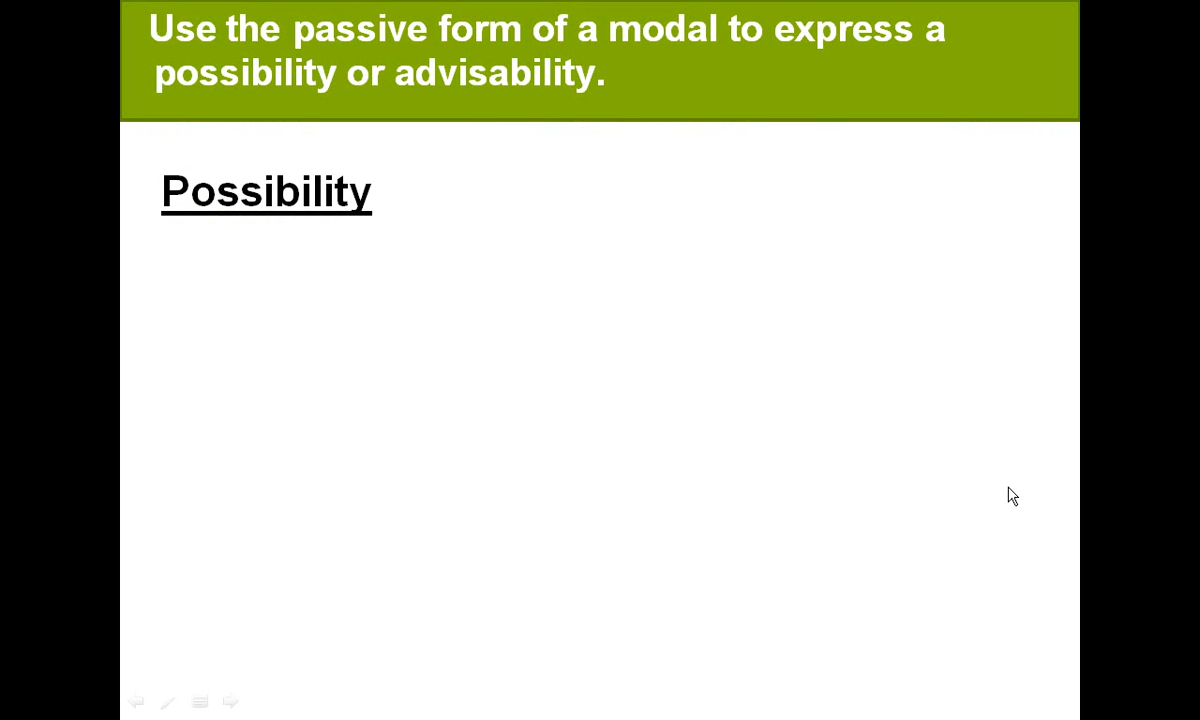 Use the passive form of a modal to express a
possibility or advisability.
Possibility